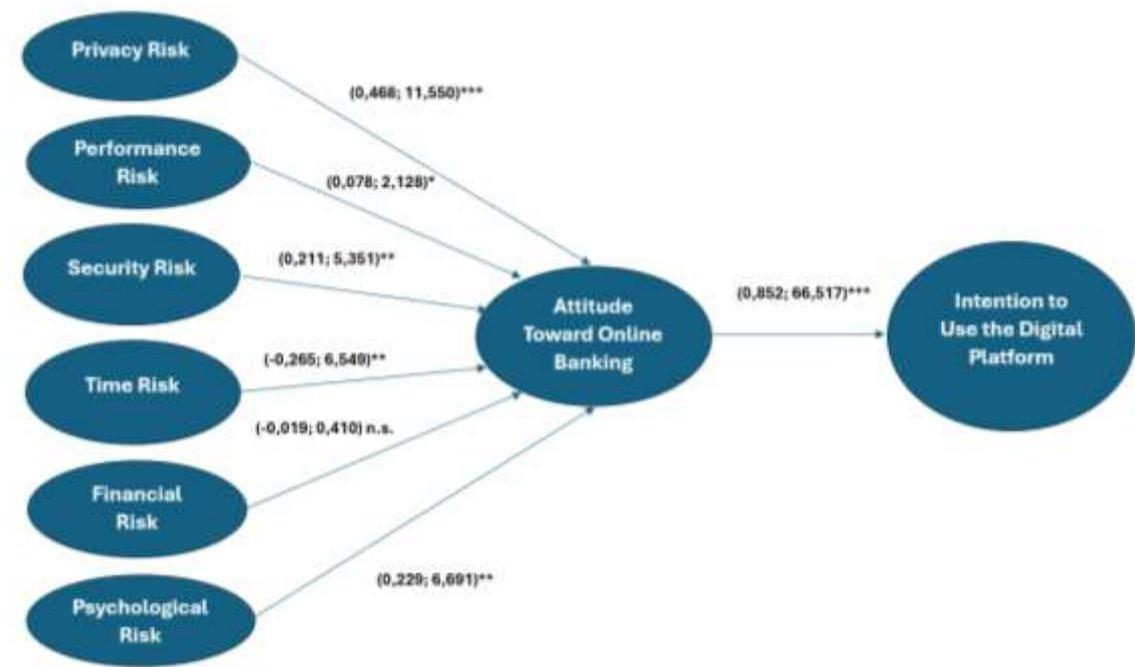 Privacy Risk
(0,468; 11,550)***
Performance
Risk
(0,078; 2,128)*
Security Risk
(0,211; 5,351)**
Attitude
Toward Online
Banking
(0,852; 66,517)***
Intention to
Use the Digital
Platform
Time Risk
(-0,265; 6,549)**
(-0,019; 0,410) n.s.
Financial
Risk
(0,229; 6,691)**
Psychological
Risk